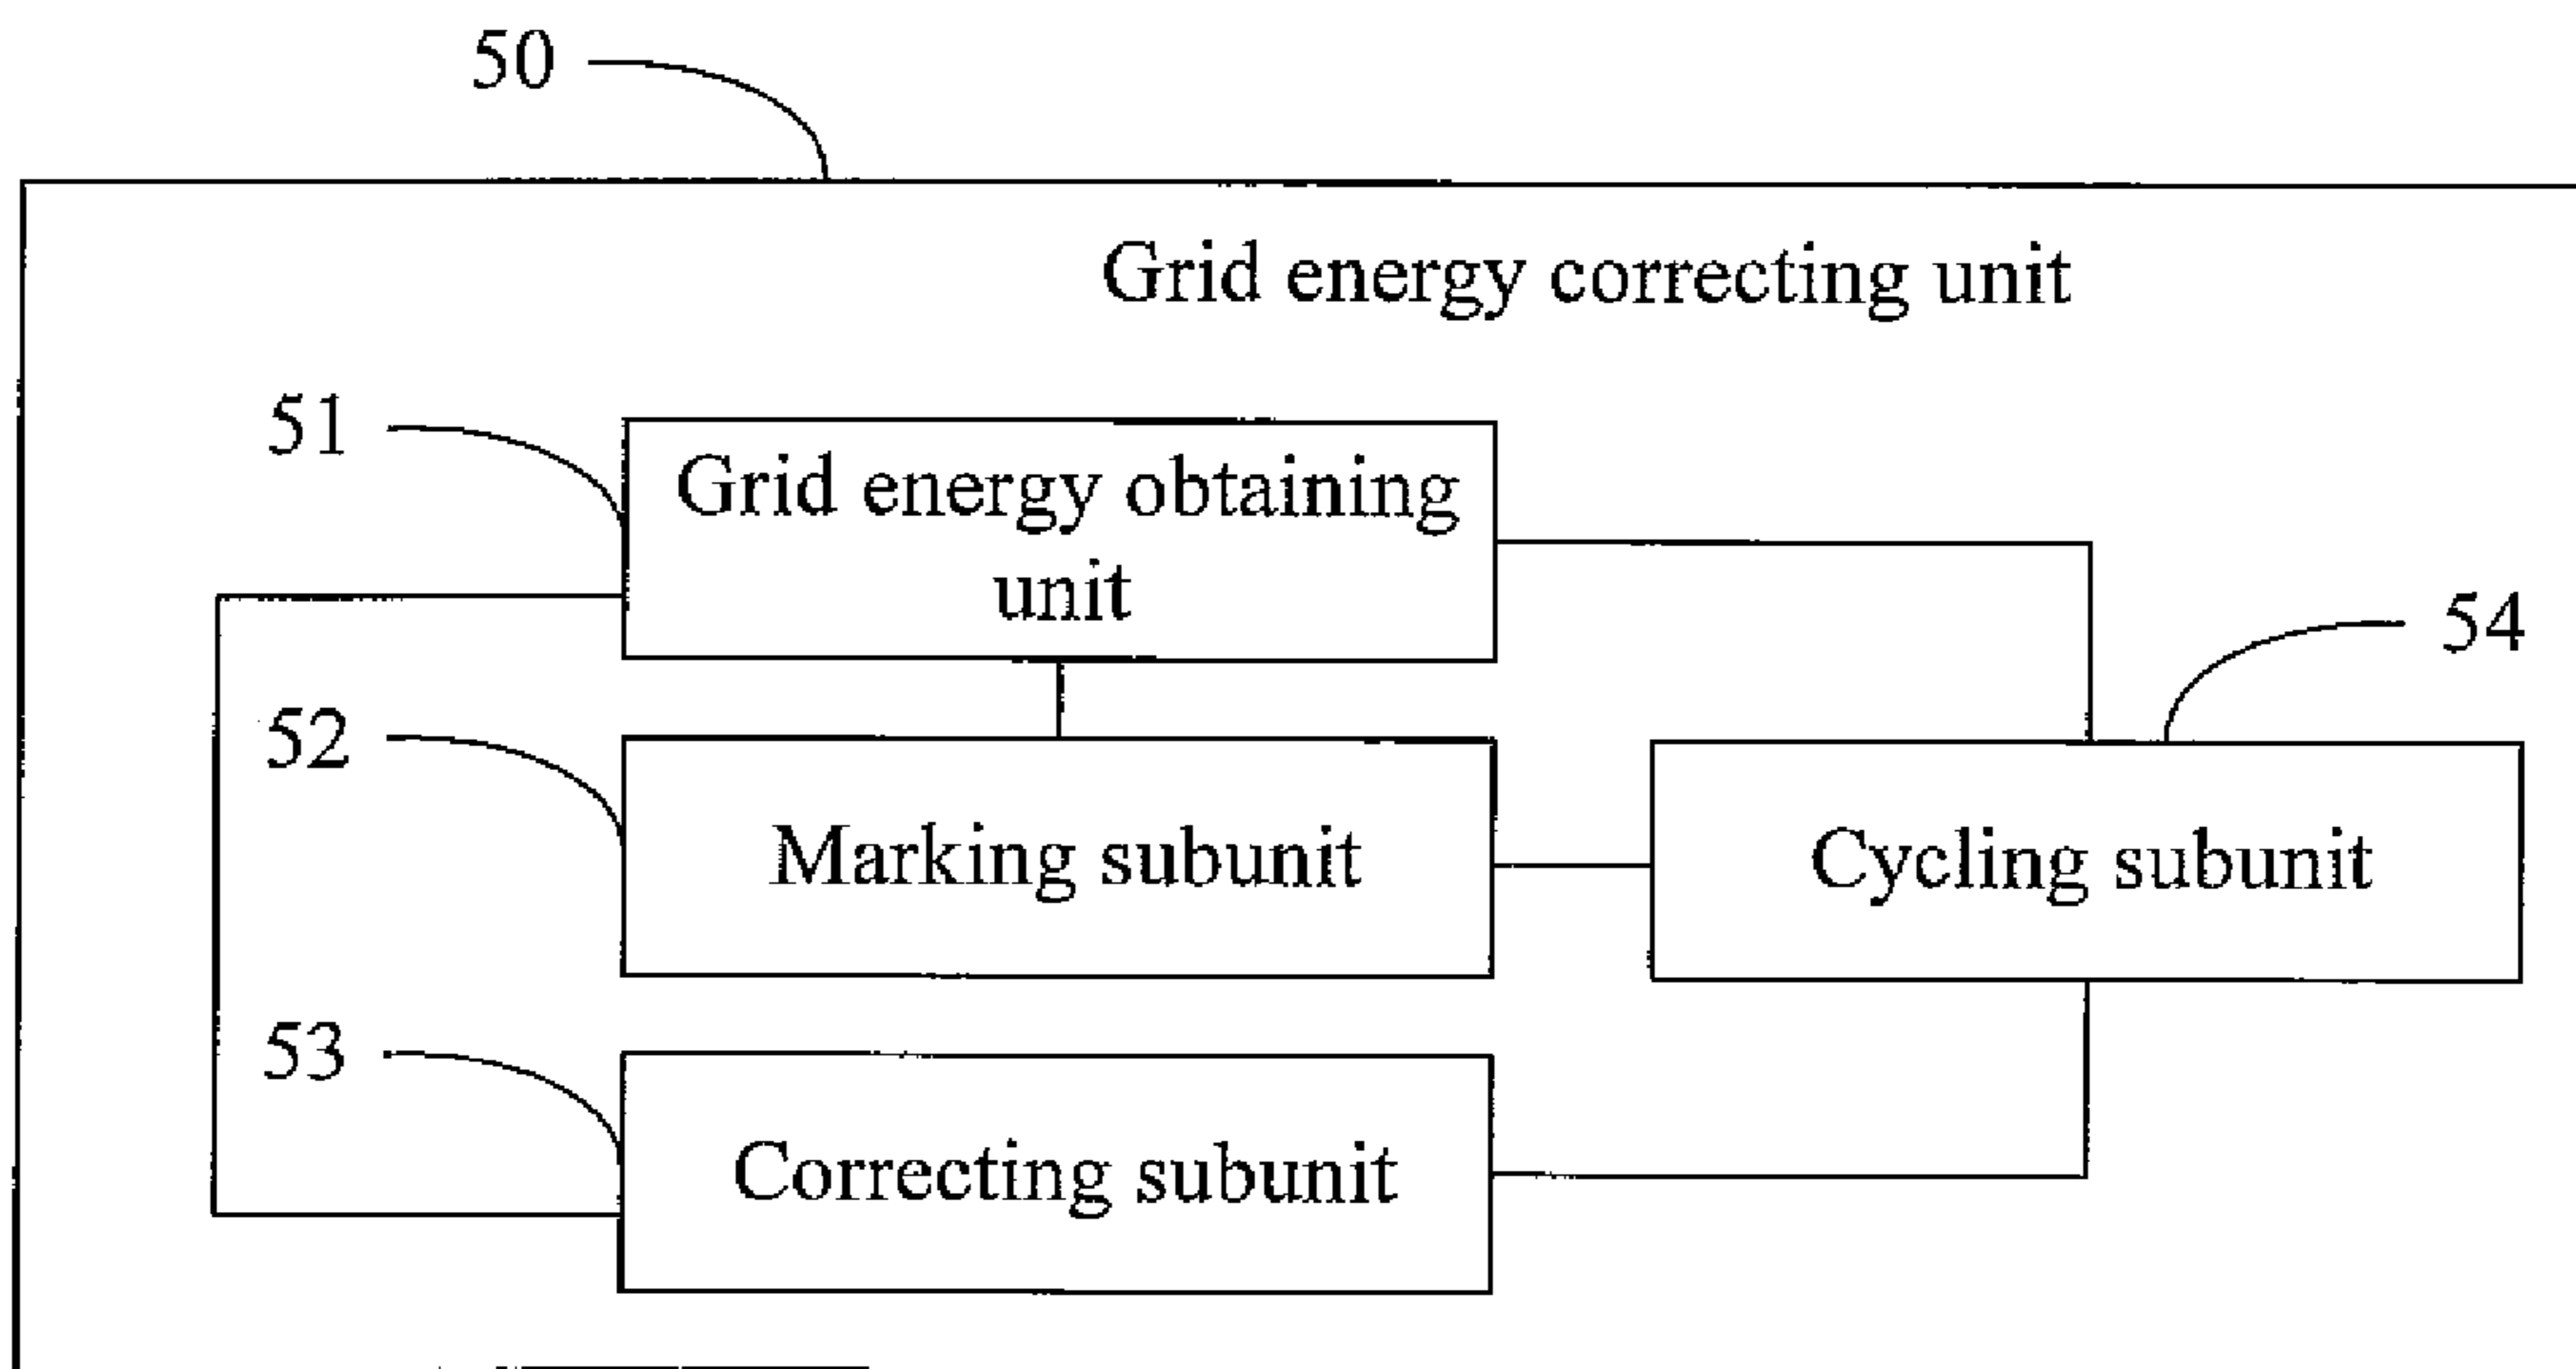 50
Grid energy correcting unit
51
Grid energy obtaining
unit
54
52
Marking subunit
Cycling subunit
53
Correcting subunit